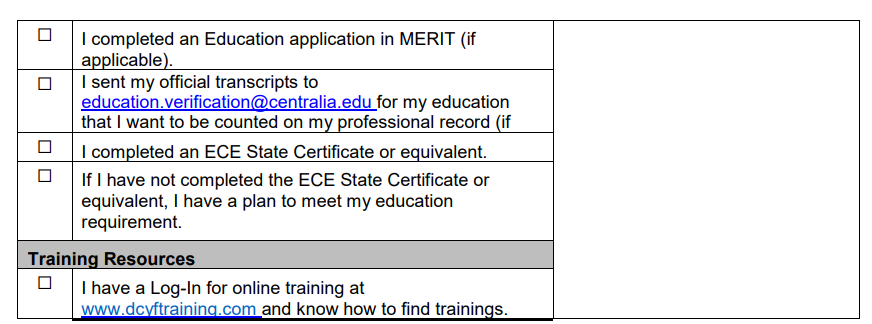 ☐ I completed an Education application in MERIT (if
applicable).
☐ I sent my official transcripts to
education.verification@centralia.edu for my education
that I want to be counted on my professional record (if
☐ I completed an ECE State Certificate or equivalent.
☐ If I have not completed the ECE State Certificate or
equivalent, I have a plan to meet my education
requirement.
Training Resources
☐ I have a Log-In for online training at
www.dcyftraining.com and know how to find trainings.